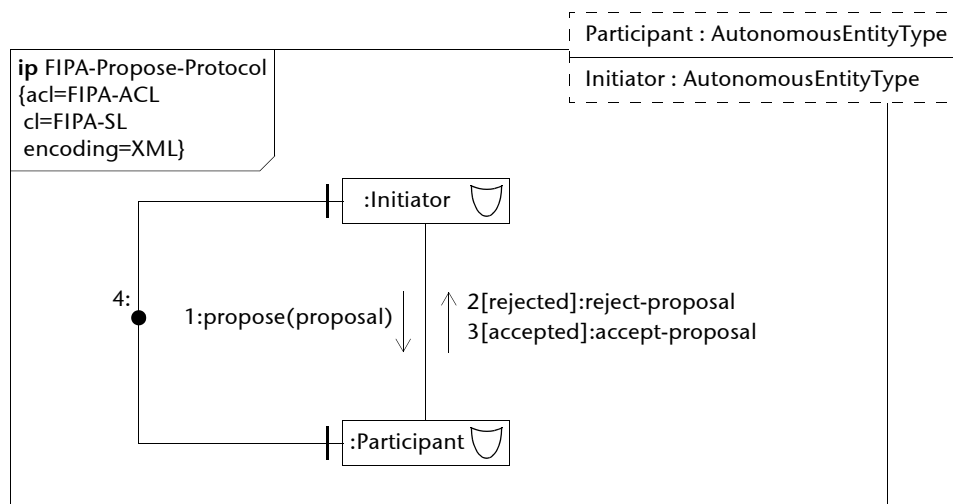 Participant : AutonomousEntityType
Initiator : AutonomousEntityType
ip FIPA-Propose-Protocol
{acl=FIPA-ACL
cl=FIPA-SL
encoding=XML}
:Initiator
4:
1:propose(proposal)
2[rejected]:reject-proposal
3[accepted]:accept-proposal
:Participant